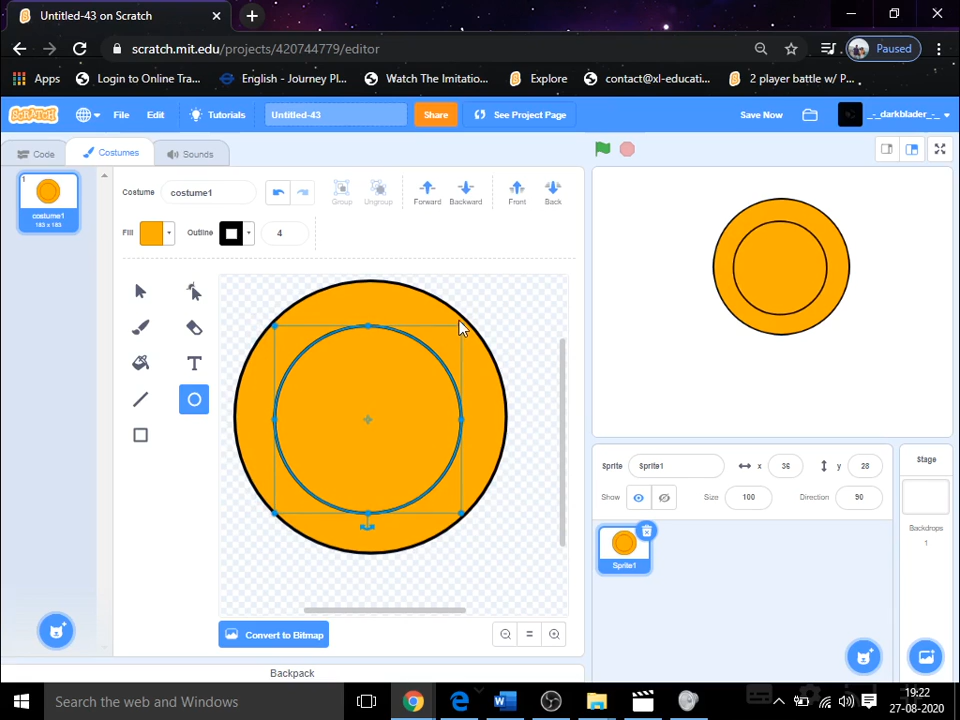 Untitled-43 on Scratch
scratch.mit.edu/projects/420744779/editor
Paused
Apps
Login to Online Tra...
English - Journey Pl...
Watch The Imitatio...
Explore
contact@xl-educati...
2 player battle w/ P...
SCRATCH
File
Edit
Tutorials
Untitled-43
Share
See Project Page
Save Now
_-_darkblader_-_
Code
Costumes
Sounds
1
costume1
183 x 183
Costume
costume1
Group
Ungroup
Forward
Backward
Front
Back
Fill
Outline
4
Convert to Bitmap
Backpack
Sprite
Sprite1
x
36
y
28
Show
Size
100
Direction
90
Sprite1
Stage
Backdrops
1
Search the web and Windows
19:22
27-08-2020